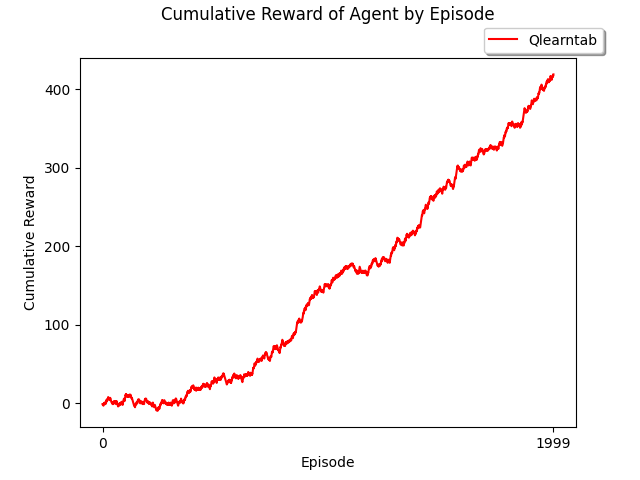 Cumulative Reward of Agent by Episode
Qlearntab
400
300
200
100
0
Cumulative Reward
0
1999
Episode